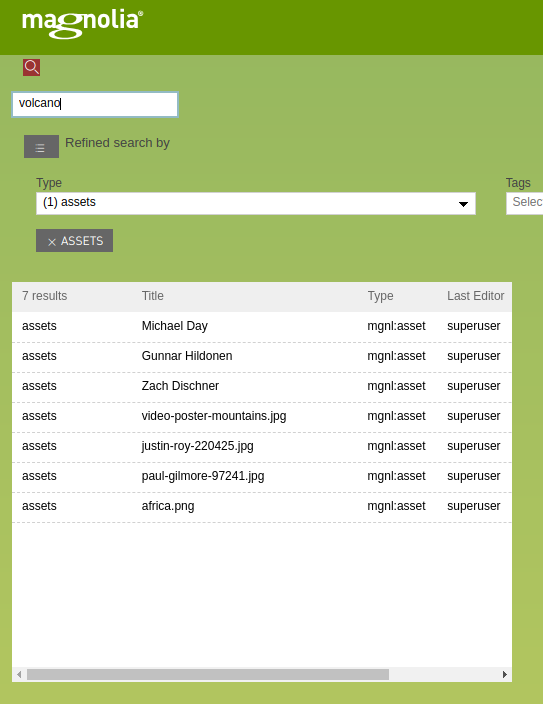 magnolia®
volcano
Refined search by
Type Tags
(1) assets Selec
× ASSETS
7 results Title Type Last Editor
assets Michael Day mgnl:asset superuser
assets Gunnar Hildonen mgnl:asset superuser
assets Zach Dischner mgnl:asset superuser
assets video-poster-mountains.jpg mgnl:asset superuser
assets justin-roy-220425.jpg mgnl:asset superuser
assets paul-gilmore-97241.jpg mgnl:asset superuser
assets africa.png mgnl:asset superuser